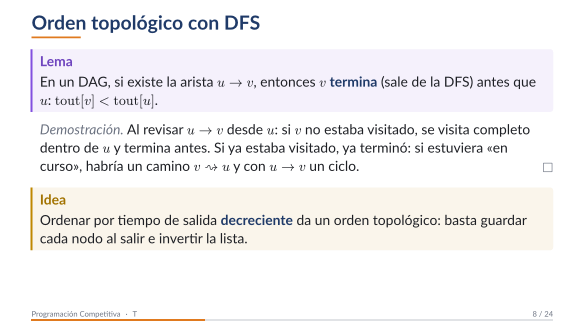 Orden topológico con DFS
Lema
En un DAG, si existe la arista u → v, entonces v termina (sale de la DFS) antes que
u: tout[v] < tout[u].
Demostración. Al revisar u → v desde u: si v no estaba visitado, se visita completo
dentro de u y termina antes. Si ya estaba visitado, ya terminó: si estuviera «en
curso», habría un camino v ⇝ u y con u → v un ciclo. □
Idea
Ordenar por tiempo de salida decreciente da un orden topológico: basta guardar
cada nodo al salir e invertir la lista.
Programación Competitiva · T
8 / 24